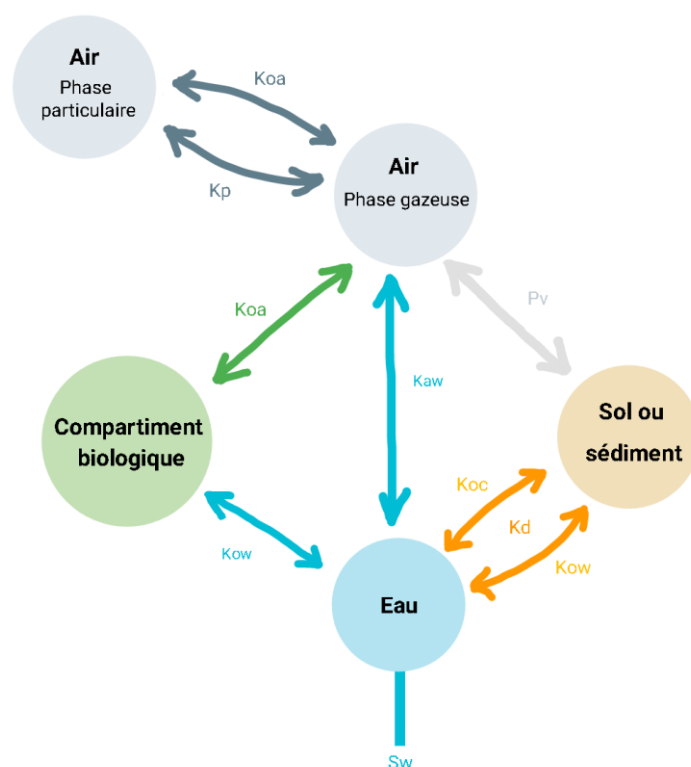 Air
Phase
particulaire
Koa
Kp
Air
Phase gazeuse
Koa
Kaw
Pv
Compartiment
biologique
Sol ou
sédiment
Koc
Kd
Kow
Kow
Eau
Sw